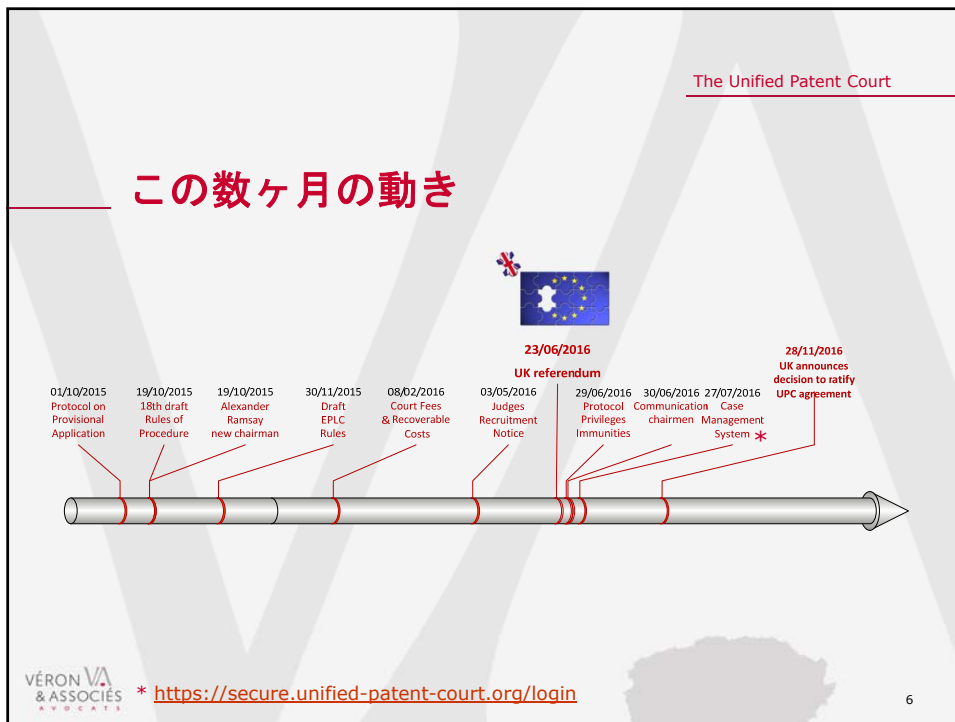 The Unified Patent Court
この数ヶ月の動き
23/06/2016
UK referendum
28/11/2016
UK announces
decision to ratify
UPC agreement
01/10/2015
Protocol on
Provisional
Application
19/10/2015
18th draft
Rules of
Procedure
19/10/2015
Alexander
Ramsay
new chairman
30/11/2015
Draft
EPLC
Rules
08/02/2016
Court Fees
& Recoverable
Costs
03/05/2016
Judges
Recruitment
Notice
29/06/2016
Protocol
Privileges
Immunities
30/06/2016
Communication
chairmen
27/07/2016
Case
Management
System *
VÉRON VA
& ASSOCIÉS
AVOCATS
* https://secure.unified-patent-court.org/login
6